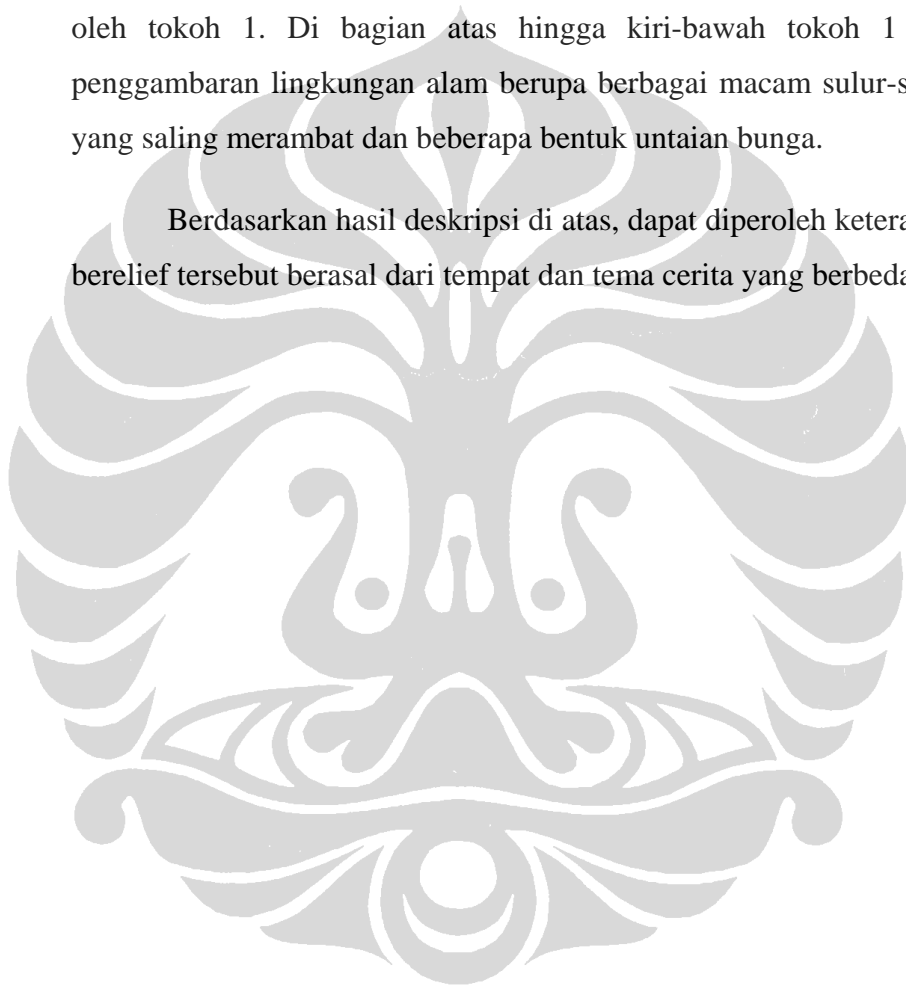 oleh tokoh 1. Di bagian atas hingga kiri-bawah tokoh 1
penggambaran lingkungan alam berupa berbagai macam sulur-s
yang saling merambat dan beberapa bentuk untaian bunga.
Berdasarkan hasil deskripsi di atas, dapat diperoleh ketera
berelief tersebut berasal dari tempat dan tema cerita yang berbeda